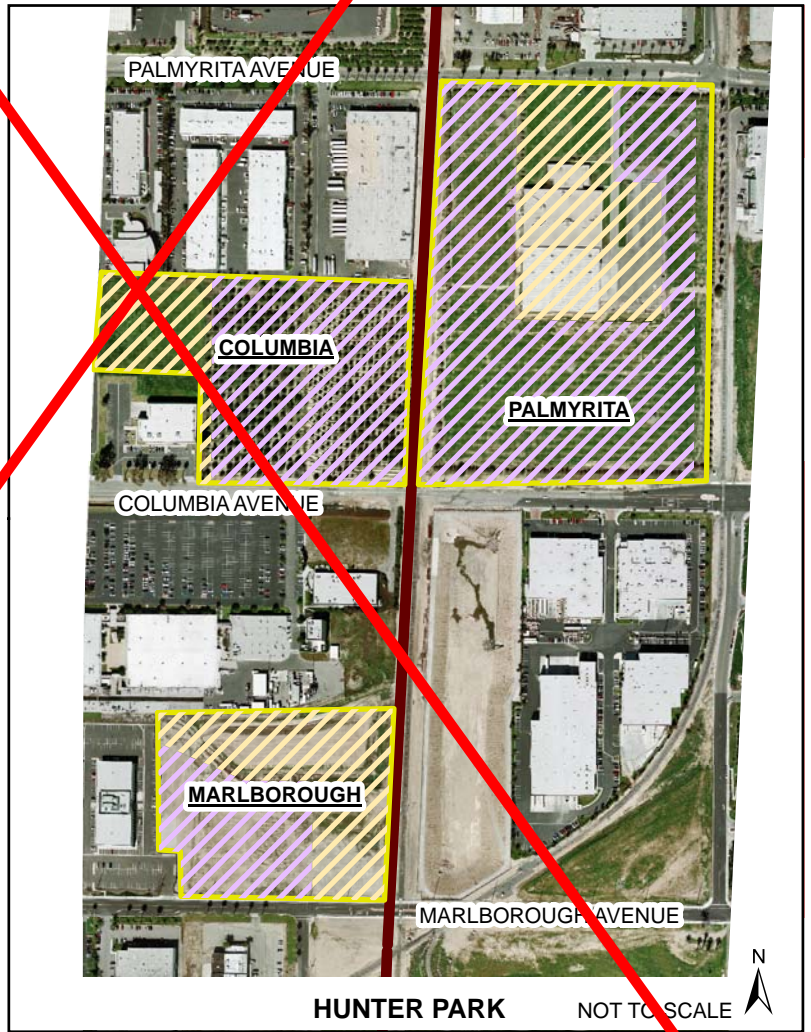 PALMYRITA AVENUE
COLUMBIA
PALMYRITA
COLUMBIA AVENUE
MARLBOROUGH
MARLBOROUGH AVENUE
N
HUNTER PARK
NOT TO SCALE